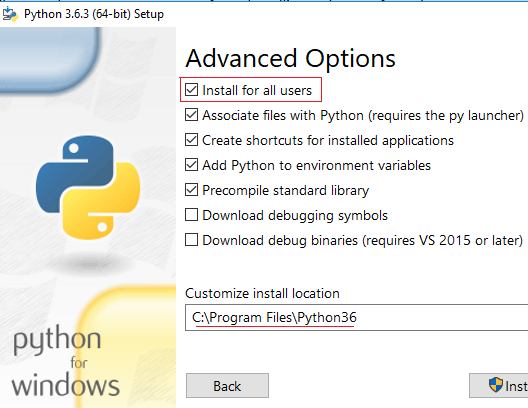 Python 3.6.3 (64-bit) Setup
Advanced Options
Install for all users
Associate files with Python (requires the py launcher)
Create shortcuts for installed applications
Add Python to environment variables
Precompile standard library
Download debugging symbols
Download debug binaries (requires VS 2015 or later)
Customize install location
C:\Program Files\Python36
python
for
windows
Back
Inst